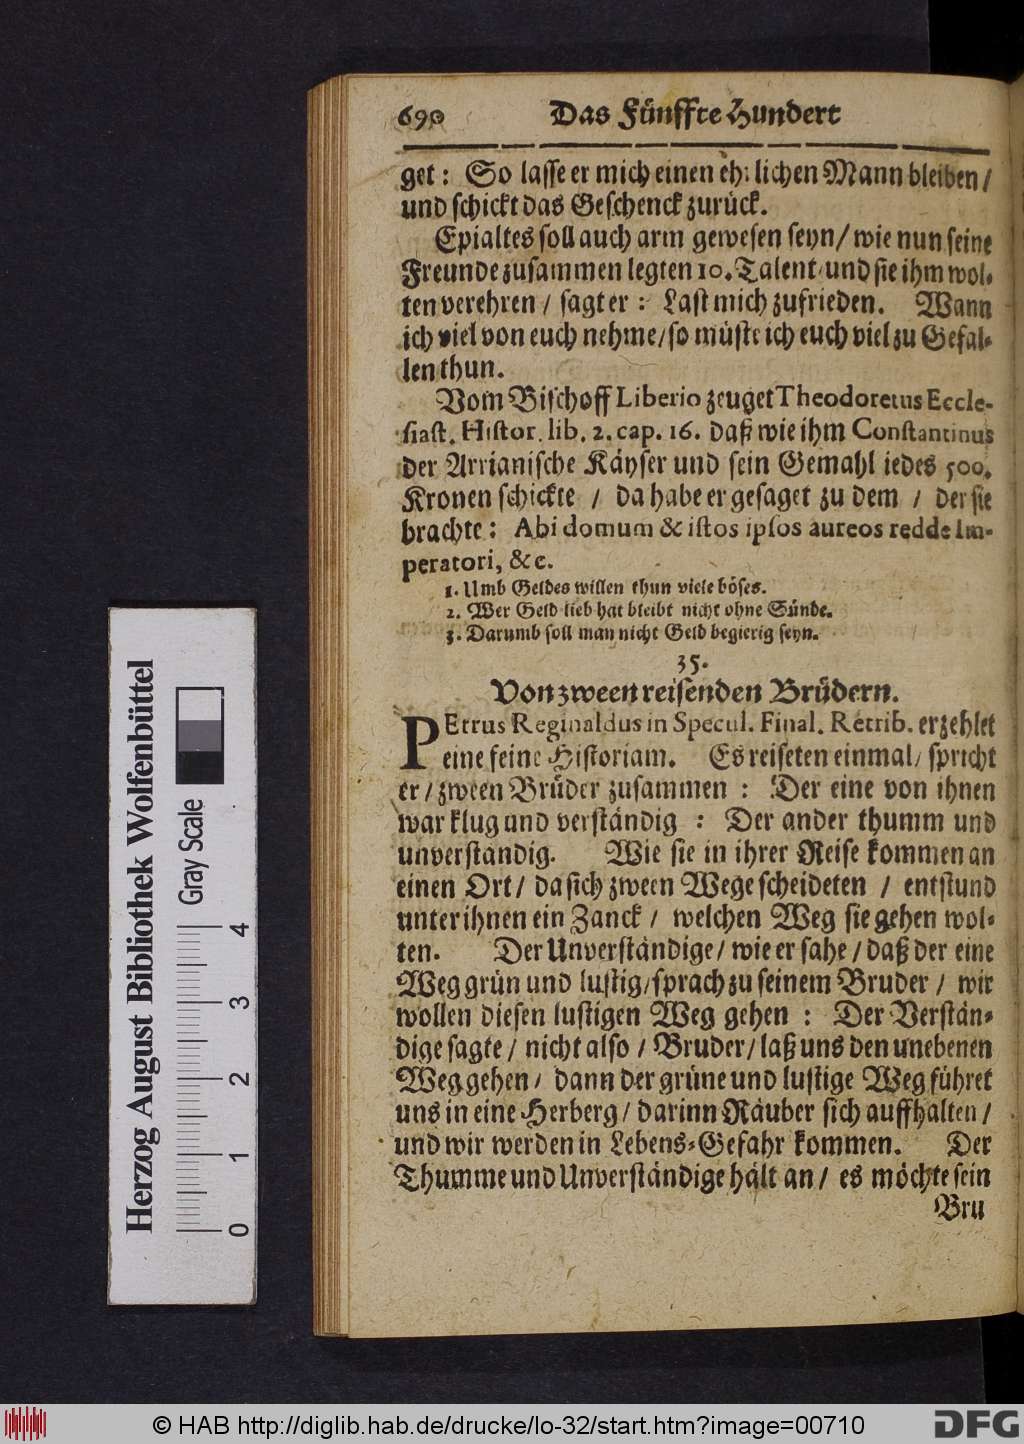 690 Das Fünffte Hundert
get: So lasse er mich einen ehrlichen Mann bleiben /
und schickt das Geschenck zurück.
Epialtes soll auch arm gewesen seyn / wie nun seine
Freunde zusammen legten 10. Talent / und sie ihm wol-
ten verehren / sagt er: Last mich zufrieden. Wann
ich viel von euch nehme / so müste ich euch viel zu Gefal-
len thun.
Vom Bischoff Liberio zeuget Theodoretus Eccle-
siast. Histor. lib. 2. cap. 16. daß wie ihm Constantinus
der Arrianische Käyser und sein Gemahl iedes 500.
Kronen schickte / da habe er gesaget zu dem / der sie
brachte: Abi domum & istos ipsos aureos redde Im-
peratori, &c.
1. Umb Geldes willen thun viele böses.
2. Wer Geld lieb hat bleibt nicht ohne Sünde.
3. Darumb soll man nicht Geld begierig seyn.
35.
Von zween reisenden Brüdern.
PEtrus Reginaldus in Specul. Final. Retrib. erzehlet
eine feine Historiam. Es reiseten einmal / spricht
er / zween Brüder zusammen: Der eine von ihnen
war klug und verständig: Der ander thumm und
unverständig. Wie sie in ihrer Reise kommen an
einen Ort / da sich zween Wege scheideten / entstund
unter ihnen ein Zanck / welchen Weg sie gehen wol-
ten. Der Unverständige / wie er sahe / daß der eine
Weg grün und lustig / sprach zu seinem Bruder / wir
wollen diesen lustigen Weg gehen: Der Verstän-
dige sagte / nicht also / Bruder / laß uns den unebenen
Weg gehen / dann der grüne und lustige Weg führet
uns in eine Herberg / darinn Räuber sich auffhalten /
und wir werden in Lebens-Gefahr kommen. Der
Thumme und Unverständige hält an / es möchte sein
Bru
Herzog August Bibliothek Wolfenbüttel
Gray Scale
0 1 2 3 4
© HAB http://diglib.hab.de/drucke/lo-32/start.htm?image=00710
DFG